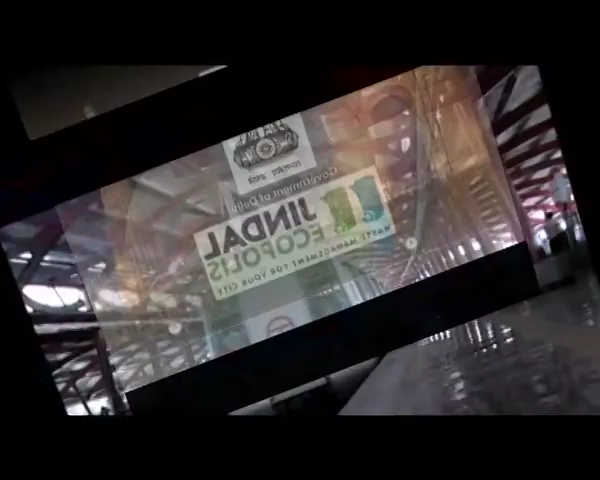 Government of Delhi
JINDAL
ECOPOLIS
WASTE MANAGEMENT FOR YOUR CITY